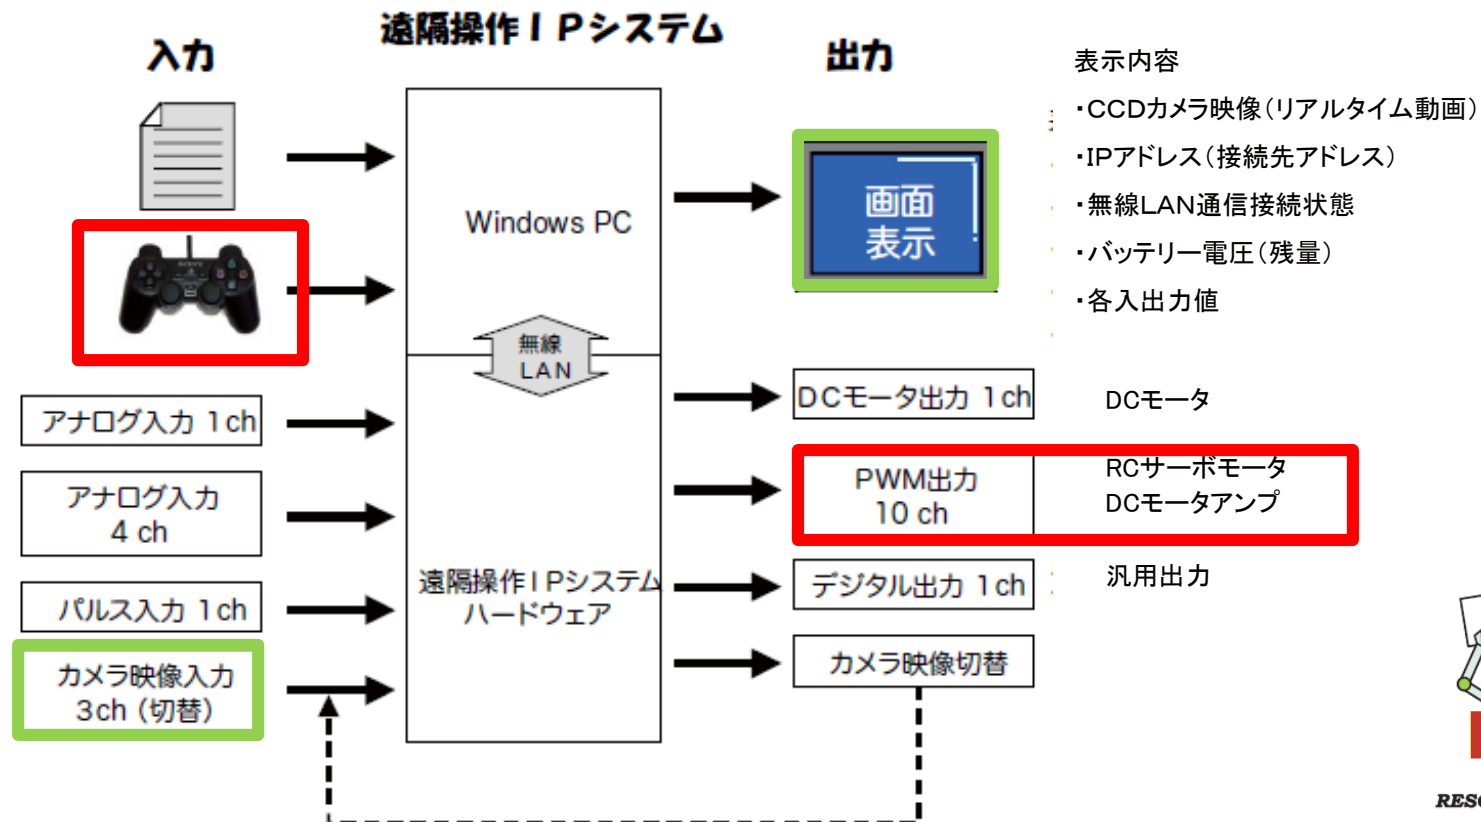 遠隔操作IPシステム
入力
出力
表示内容
・CCDカメラ映像(リアルタイム動画)
・IPアドレス(接続先アドレス)
・無線LAN通信接続状態
・バッテリー電圧(残量)
・各入出力値
画面
表示
Windows PC
無線
LAN
アナログ入力 1ch
アナログ入力
4 ch
パルス入力 1ch
カメラ映像入力
3ch (切替)
遠隔操作IPシステム
ハードウェア
DCモータ出力 1ch
DCモータ
PWM出力
10 ch
RCサーボモータ
DCモータアンプ
デジタル出力 1ch
汎用出力
カメラ映像切替